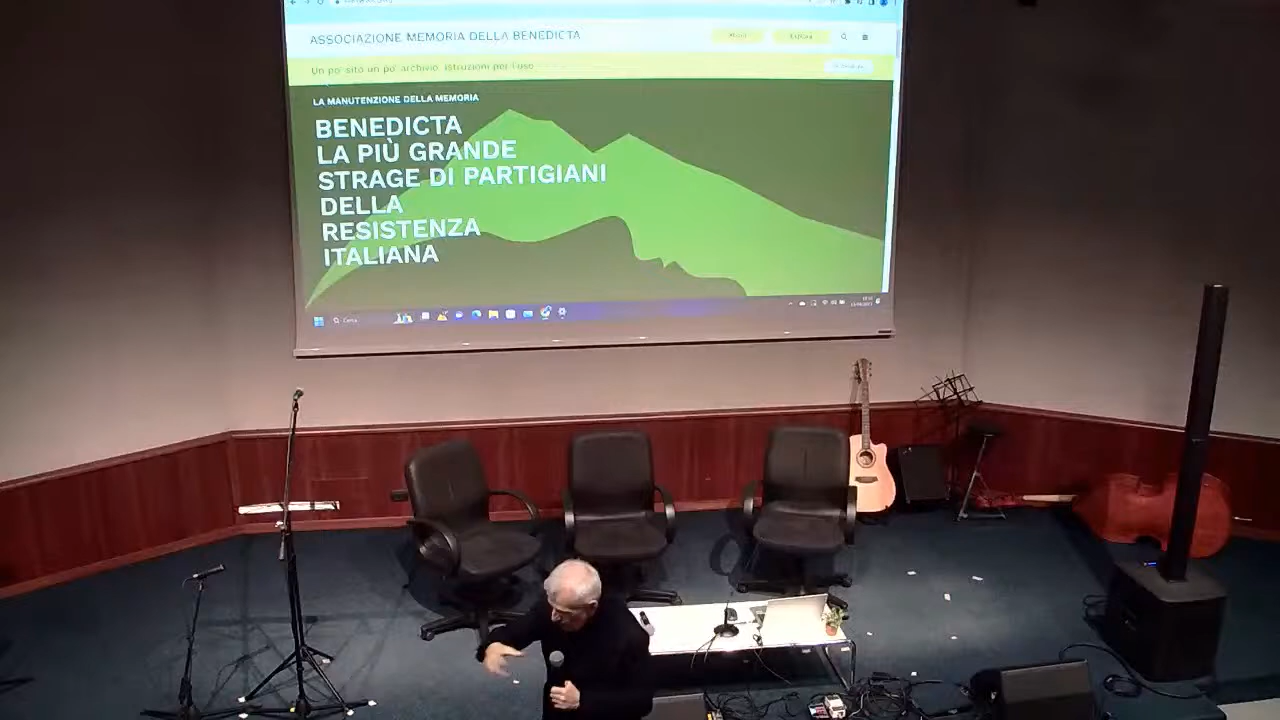 ASSOCIAZIONE MEMORIA DELLA BENEDICTA
Un po' sito un po' archivio, istruzioni per l'uso
LA MANUTENZIONE DELLA MEMORIA
BENEDICTA
LA PIÙ GRANDE
STRAGE DI PARTIGIANI
DELLA
RESISTENZA
ITALIANA
Cerca